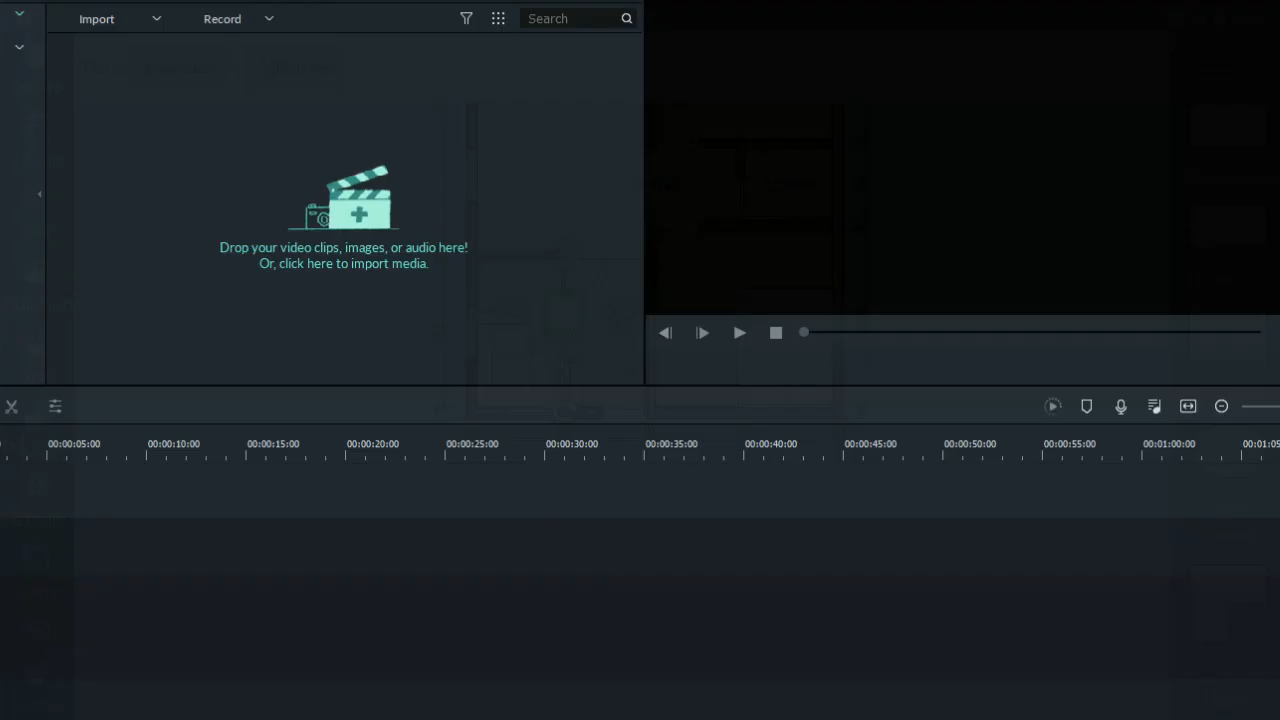 Import
Record
Search
Drop your video clips, images, or audio here!
Or, click here to import media.
00:00:05:00 00:00:10:00 00:00:15:00 00:00:20:00 00:00:25:00 00:00:30:00 00:00:35:00 00:00:40:00 00:00:45:00 00:00:50:00 00:00:55:00 00:01:00:00 00:01:05